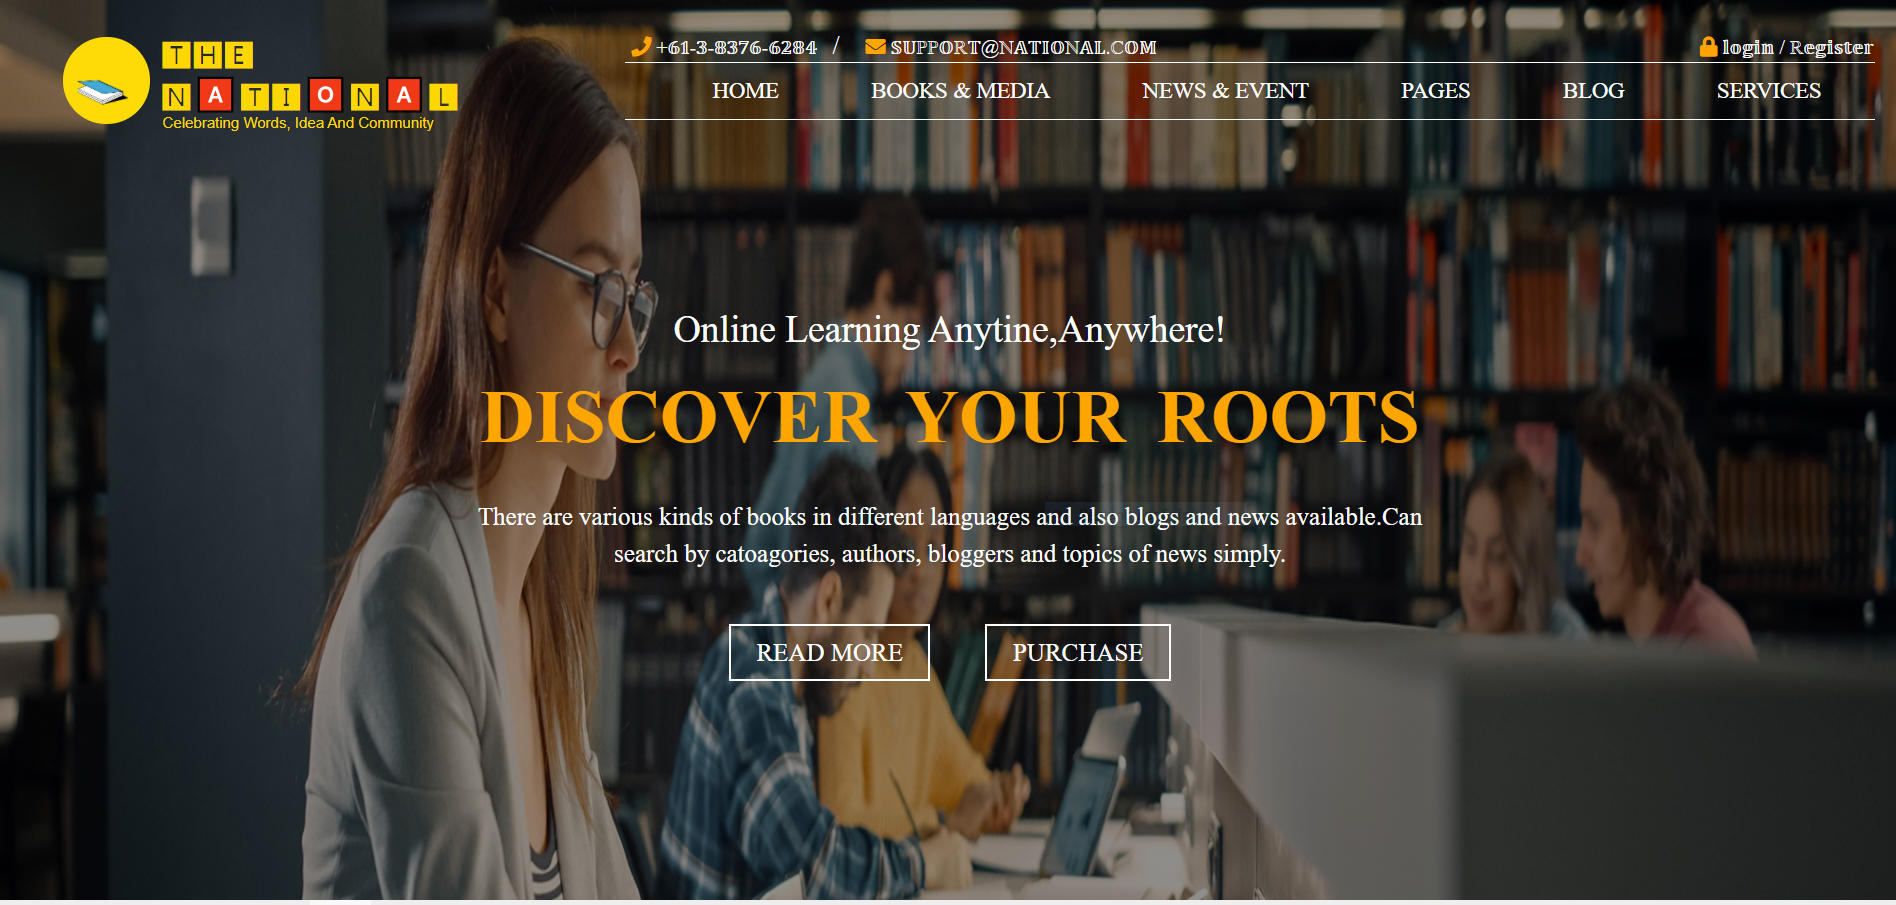 THE
NATIONAL
Celebrating Words, Idea And Community
+61-3-8376-6284 / SUPPORT@NATIONAL.COM
login / Register
HOME BOOKS & MEDIA NEWS & EVENT PAGES BLOG SERVICES
Online Learning Anytine,Anywhere!
DISCOVER YOUR ROOTS
There are various kinds of books in different languages and also blogs and news available.Can
search by catoagories, authors, bloggers and topics of news simply.
READ MORE PURCHASE